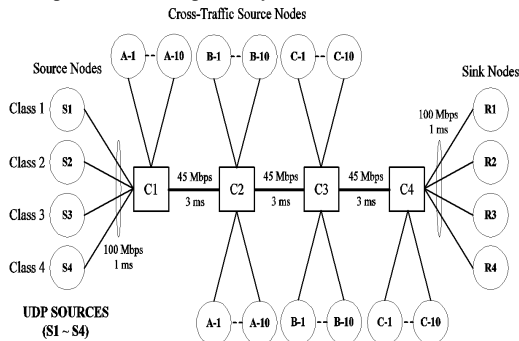 Cross-Traffic Source Nodes
A-1 A-10 B-1 B-10 C-1 C-10
Source Nodes
Sink Nodes
Class 1 S1
Class 2 S2
Class 3 S3
Class 4 S4
100 Mbps
1 ms
C1
45 Mbps
3 ms
C2
45 Mbps
3 ms
C3
45 Mbps
3 ms
C4
100 Mbps
1 ms
R1
R2
R3
R4
UDP SOURCES
(S1 ~ S4)
A-1 A-10 B-1 B-10 C-1 C-10